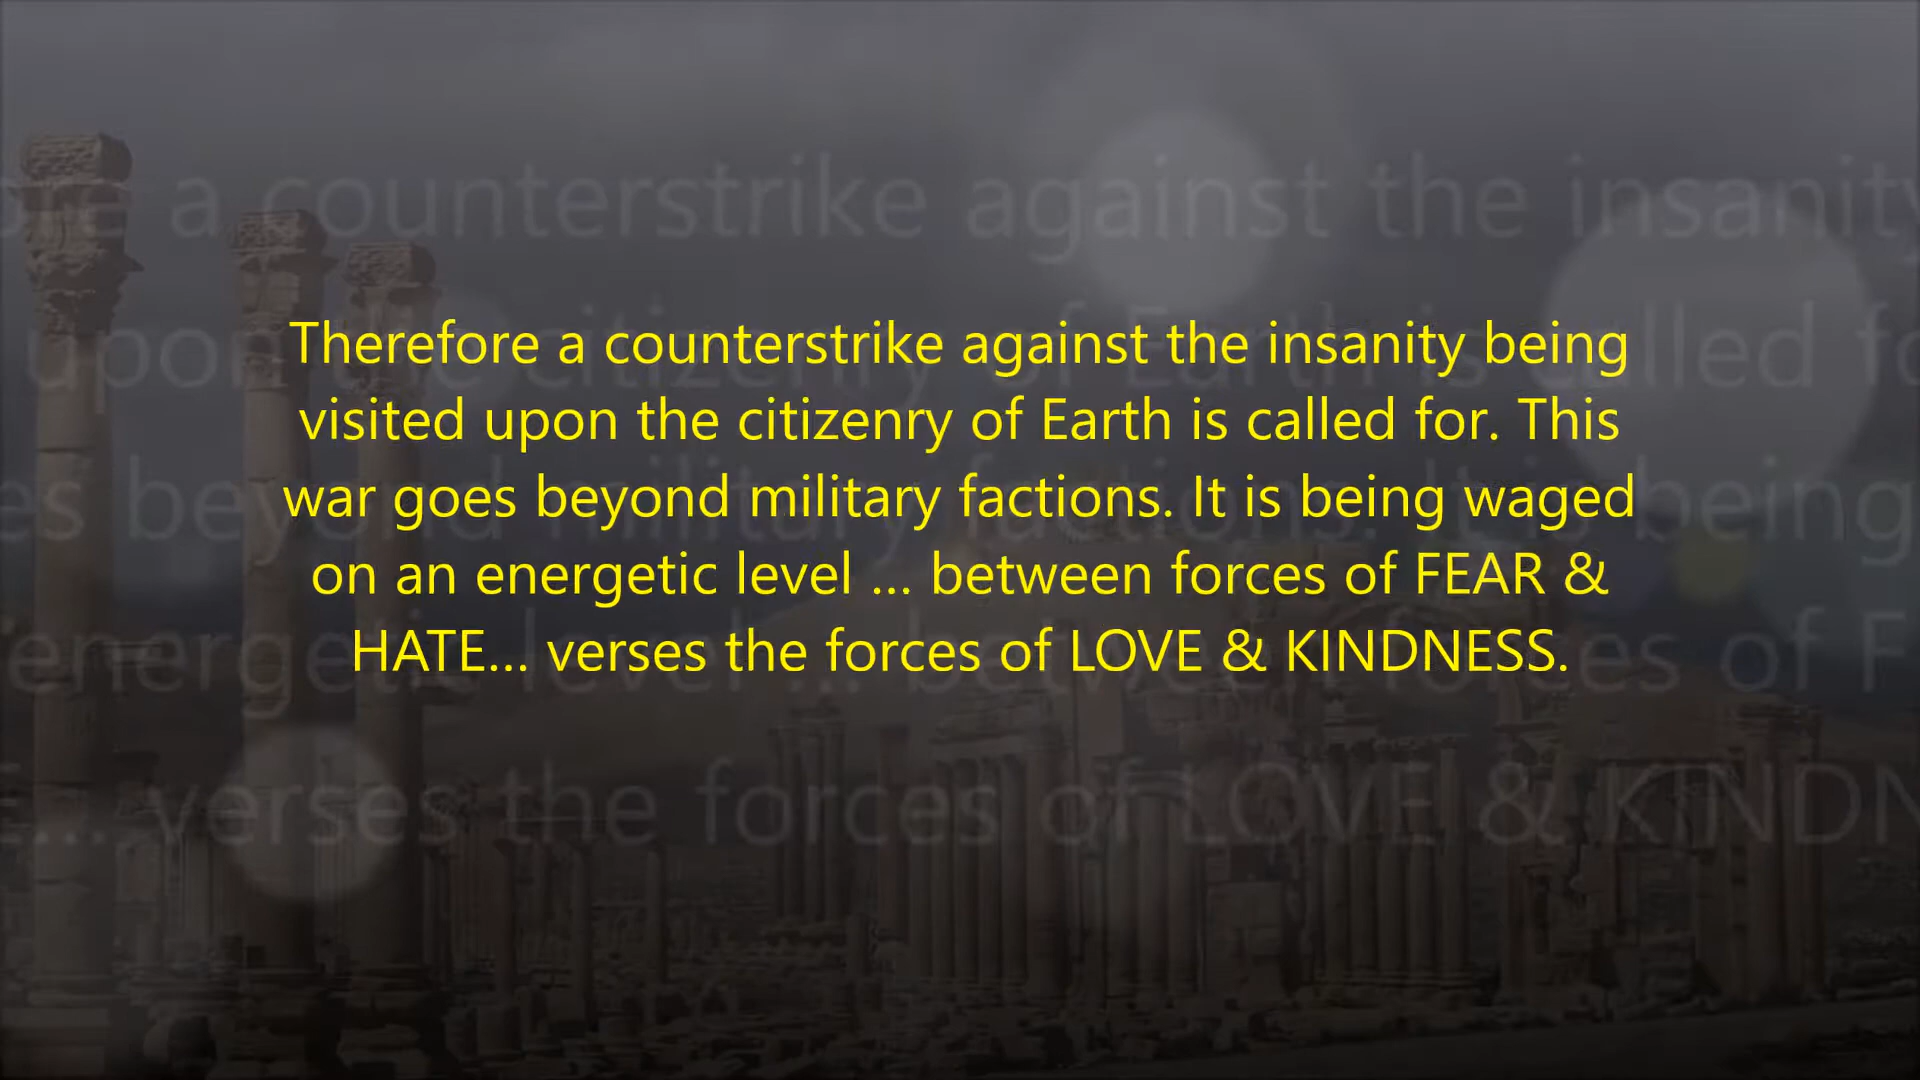 Therefore a counterstrike against the insanity being
visited upon the citizenry of Earth is called for. This
war goes beyond military factions. It is being waged
on an energetic level ... between forces of FEAR &
HATE... verses the forces of LOVE & KINDNESS.